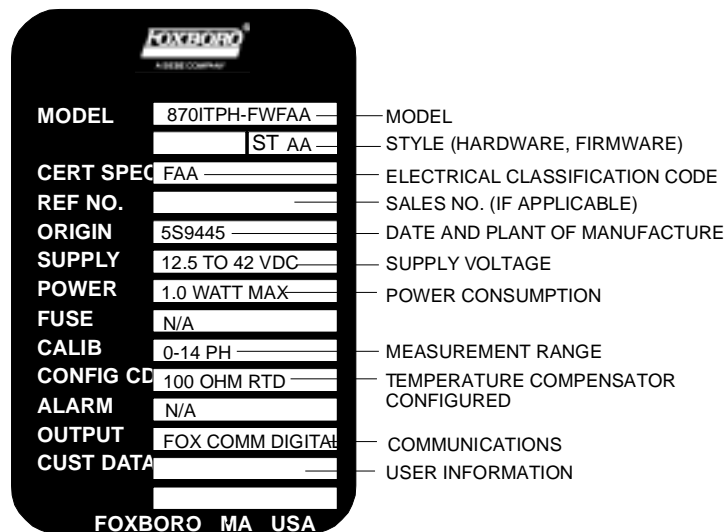 FOXBORO®
A SIEBE COMPANY
MODEL 870ITPH-FWFAA MODEL
ST AA STYLE (HARDWARE, FIRMWARE)
CERT SPEC FAA ELECTRICAL CLASSIFICATION CODE
REF NO. SALES NO. (IF APPLICABLE)
ORIGIN 5S9445 DATE AND PLANT OF MANUFACTURE
SUPPLY 12.5 TO 42 VDC SUPPLY VOLTAGE
POWER 1.0 WATT MAX POWER CONSUMPTION
FUSE N/A
CALIB 0-14 PH MEASUREMENT RANGE
CONFIG CD 100 OHM RTD TEMPERATURE COMPENSATOR
CONFIGURED
ALARM N/A
OUTPUT FOX COMM DIGITAL COMMUNICATIONS
CUST DATA USER INFORMATION
FOXBORO MA USA